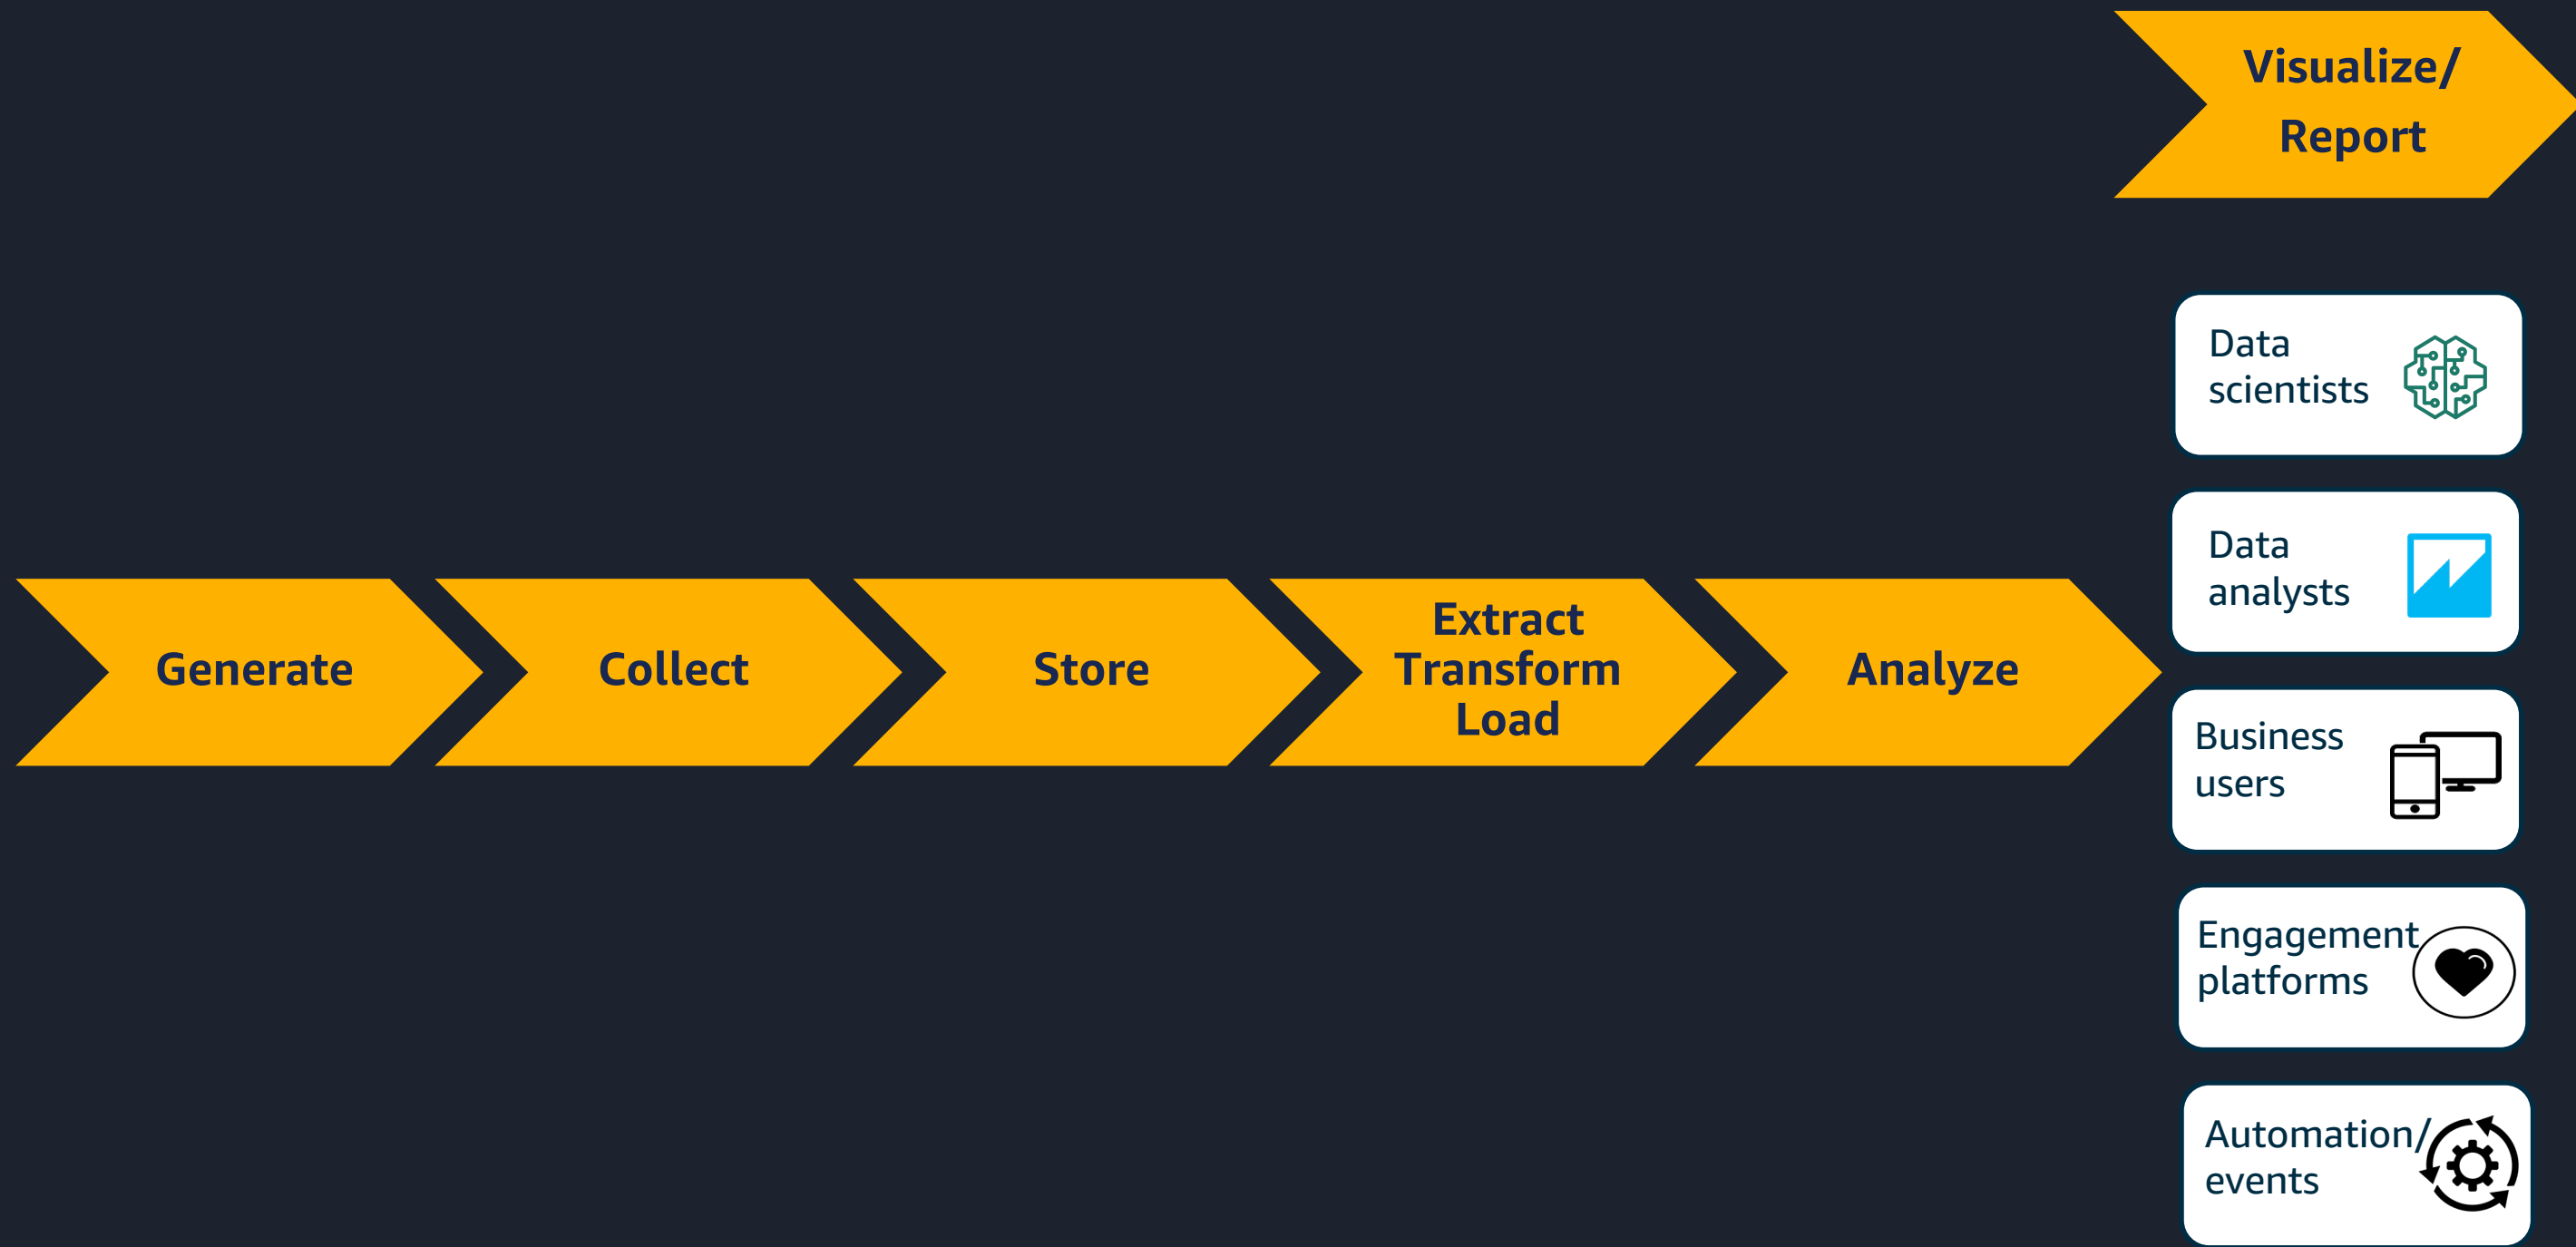 Visualize/
Report
Data
scientists
Data
analysts
Generate
Collect
Store
Extract
Transform
Load
Analyze
Business
users
Engagement
platforms
Automation/
events